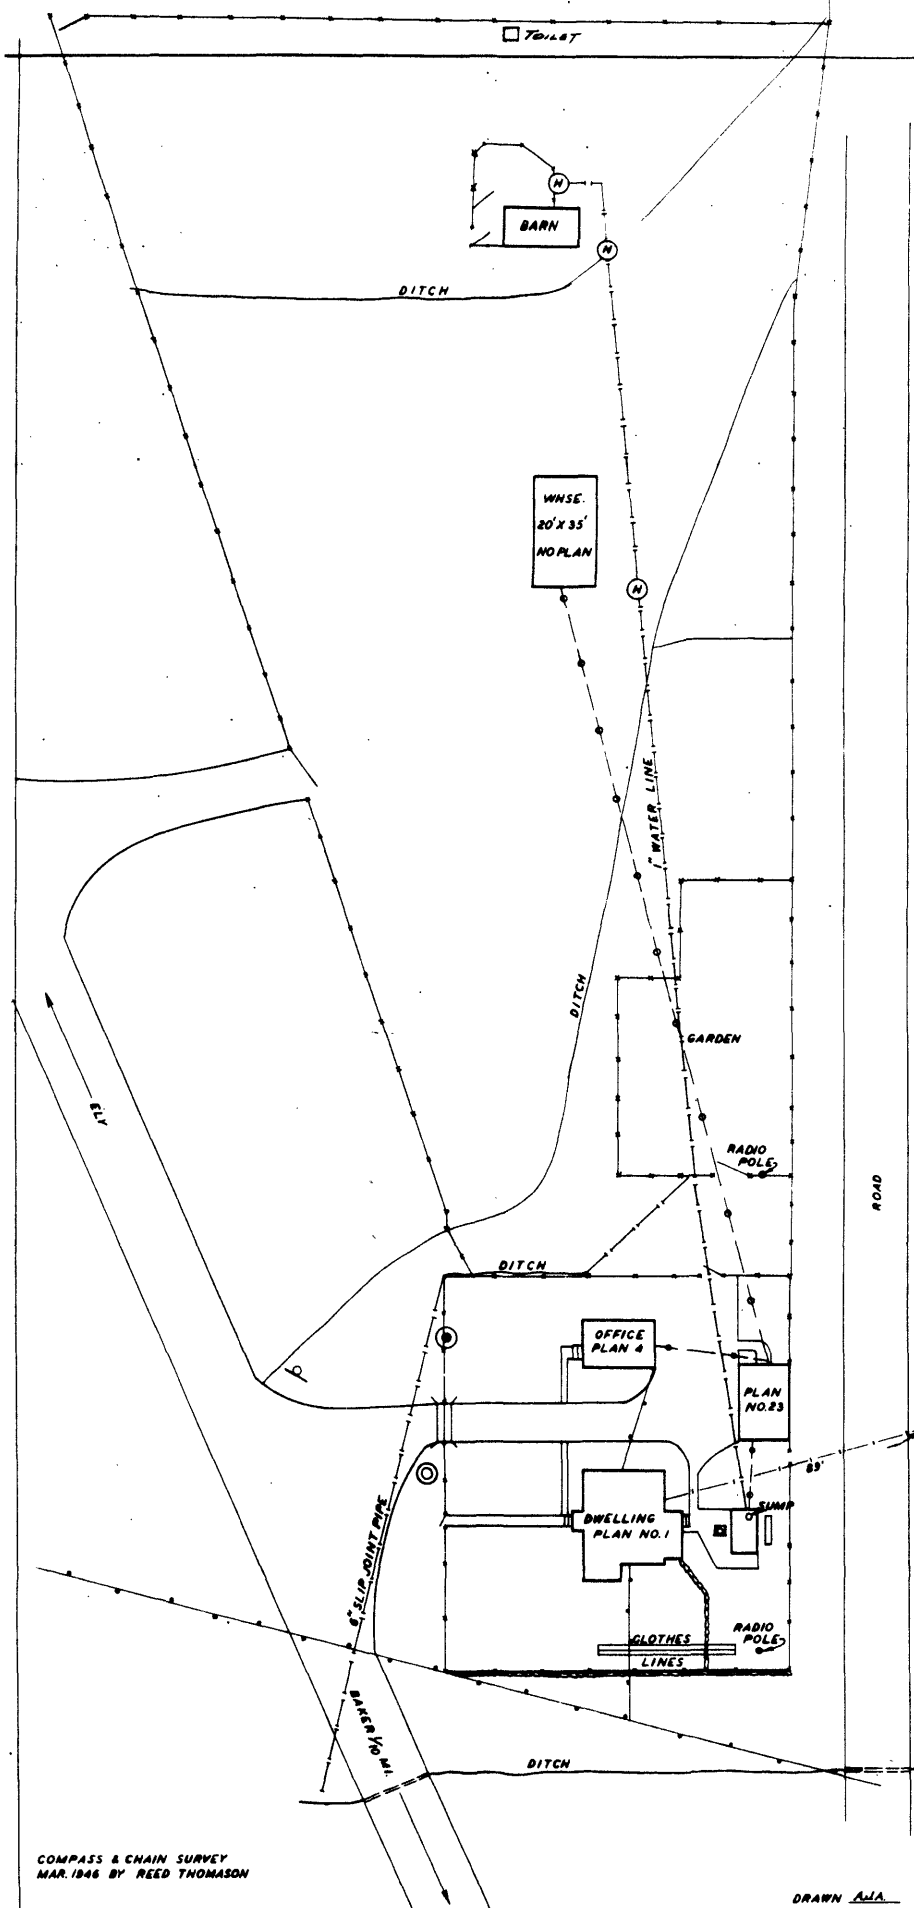 TOILET
H
BARN
H
DITCH
WHSE.
20' X 35'
NO PLAN
H
1" WATER LINE
DITCH
GARDEN
ELY
RADIO
POLE
ROAD
DITCH
OFFICE
PLAN 4
PLAN
NO.23
89'
SUMP
DWELLING
PLAN NO.1
6" SLIP JOINT PIPE
RADIO
POLE
CLOTHES
LINES
BAKER 1/10 MI.
DITCH
COMPASS & CHAIN SURVEY
MAR. 1946 BY REED THOMASON
DRAWN A.J.A.